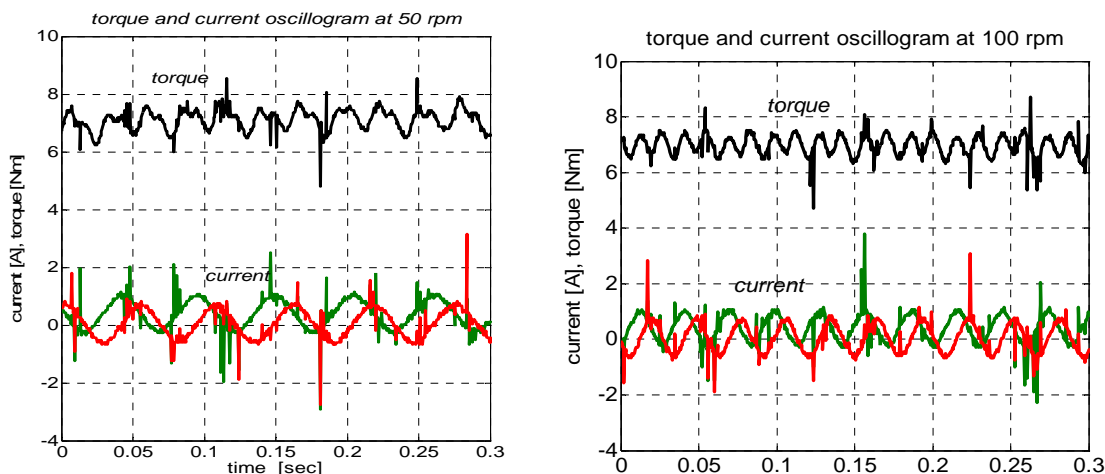 torque and current oscillogram at 50 rpm
current [A], torque [Nm]
10
8
6
4
2
0
-2
-4
torque
current
0 0.05 0.1 0.15 0.2 0.25 0.3
time [sec]
torque and current oscillogram at 100 rpm
current [A], torque [Nm]
10
8
6
4
2
0
-2
-4
torque
current
0 0.05 0.1 0.15 0.2 0.25 0.3